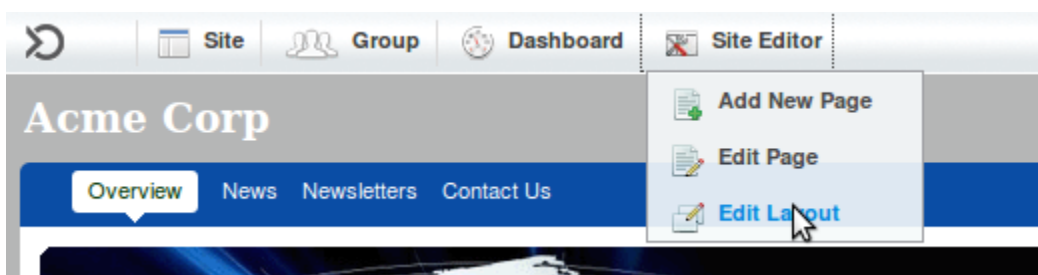 Site Group Dashboard Site Editor
Add New Page
Acme Corp
Edit Page
Overview News Newsletters Contact Us
Edit Layout